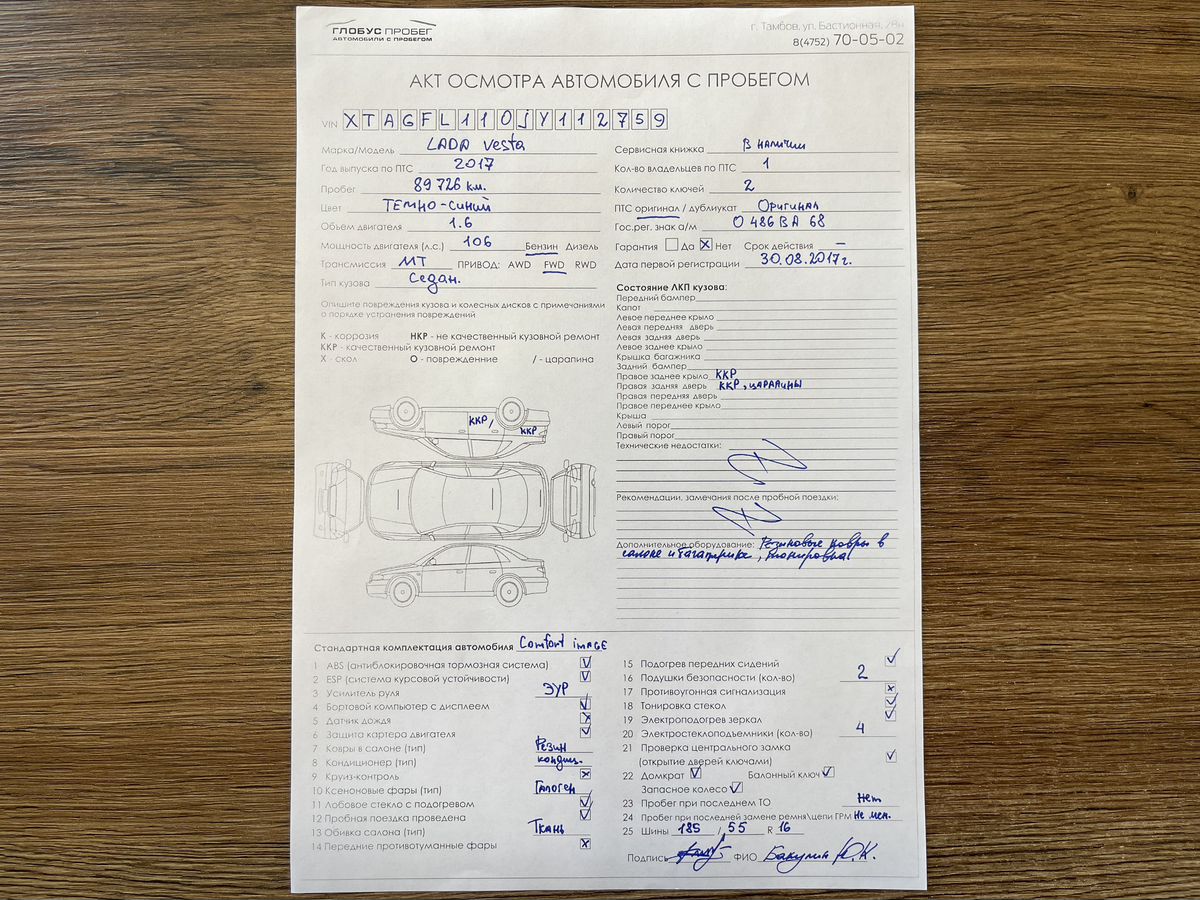 ГЛОБУС ПРОБЕГ
АВТОМОБИЛИ С ПРОБЕГОМ
г. Тамбов, ул. Бастионная, 28н
8(4752) 70-05-02
АКТ ОСМОТРА АВТОМОБИЛЯ С ПРОБЕГОМ
VIN XTAGFL110JY112759
Марка/Модель LADA Vesta
Год выпуска по ПТС 2017
Пробег 89 726 км.
Цвет ТЕМНО-СИНИЙ
Объем двигателя 1.6
Мощность двигателя (л.с.) 106 Бензин Дизель
Трансмиссия МТ ПРИВОД: AWD FWD RWD
Тип кузова Седан.
Сервисная книжка В НАЛИЧИИ
Кол-во владельцев по ПТС 1
Количество ключей 2
ПТС оригинал / дубликат Оригинал
Гос.рег. знак а/м О 486 ВА 68
Гарантия Да X Нет Срок действия –
Дата первой регистрации 30.08.2017г.
Опишите повреждения кузова и колесных дисков с примечаниями
о порядке устранения повреждений
К - коррозия НКР - не качественный кузовной ремонт
ККР - качественный кузовной ремонт
Х - скол О - повреждение / - царапина
ККР /
ККР
Состояние ЛКП кузова:
Передний бампер
Капот
Левое переднее крыло
Левая передняя дверь
Левая задняя дверь
Левое заднее крыло
Крышка багажника
Задний бампер
Правое заднее крыло ККР
Правая задняя дверь ККР, ЦАРАПИНЫ
Правая передняя дверь
Правое переднее крыло
Крыша
Левый порог
Правый порог
Технические недостатки:
Рекомендации, замечания после пробной поездки:
Дополнительное оборудование: Резиновые ковры в
салоне и багажнике, тонировка
Стандартная комплектация автомобиля Comfort IMAGE
1 ABS (антиблокировочная тормозная система) V
2 ESP (система курсовой устойчивости) V
3 Усилитель руля ЭУР
4 Бортовой компьютер с дисплеем V
5 Датчик дождя X
6 Защита картера двигателя V
7 Ковры в салоне (тип) Резин
8 Кондиционер (тип) кондиц.
9 Круиз-контроль X
10 Ксеноновые фары (тип) Галоген
11 Лобовое стекло с подогревом V
12 Пробная поездка проведена V
13 Обивка салона (тип) Ткань
14 Передние противотуманные фары X
15 Подогрев передних сидений V
16 Подушки безопасности (кол-во) 2
17 Противоугонная сигнализация X
18 Тонировка стекол V
19 Электроподогрев зеркал V
20 Электростеклоподъемники (кол-во) 4
21 Проверка центрального замка
(открытие дверей ключами) V
22 Домкрат V Балонный ключ V
Запасное колесо V
23 Пробег при последнем ТО Нет
24 Пробег при последней замене ремня\цепи ГРМ Не мен.
25 Шины 185 / 55 R 16
Подпись ФИО Бакулин Ю.К.